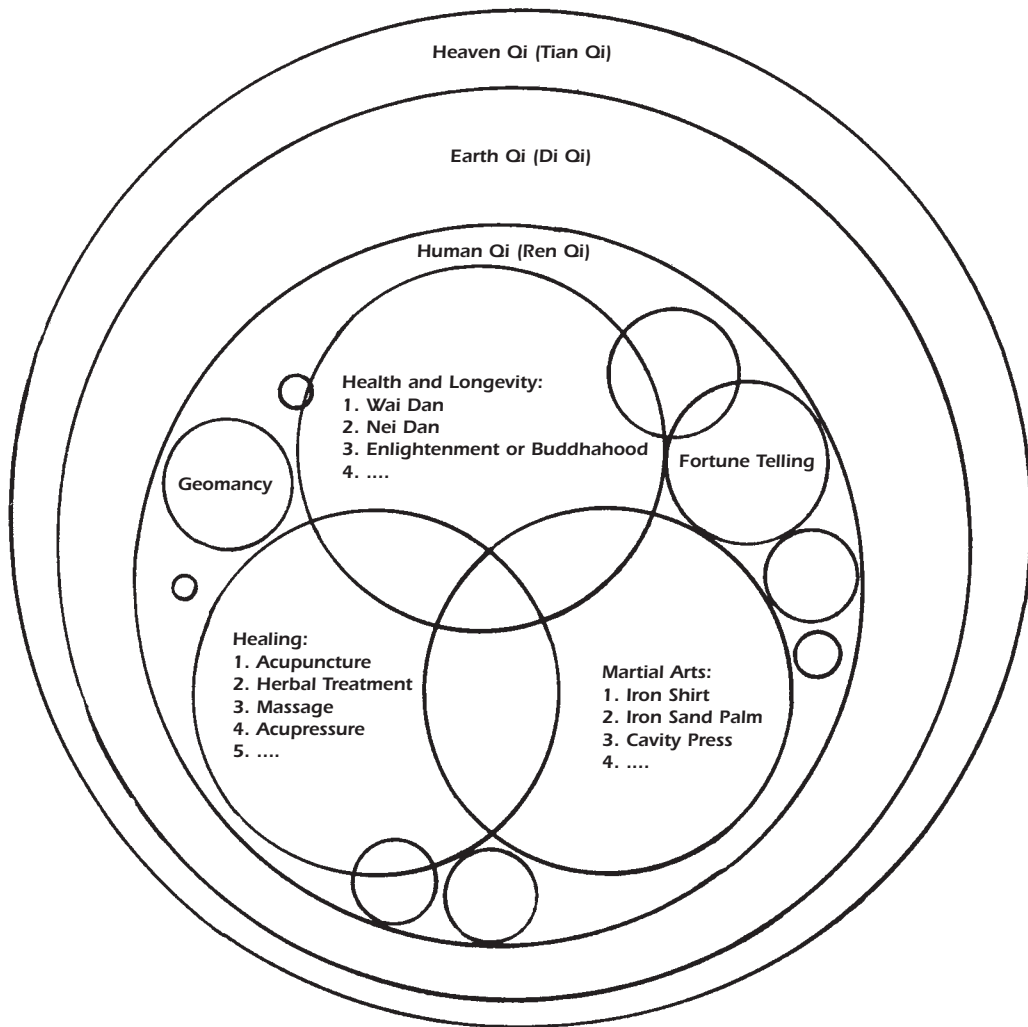 Heaven Qi (Tian Qi)
Earth Qi (Di Qi)
Human Qi (Ren Qi)
Health and Longevity:
1. Wai Dan
2. Nei Dan
3. Enlightenment or Buddhahood
4. ....
Fortune Telling
Geomancy
Healing:
1. Acupuncture
2. Herbal Treatment
3. Massage
4. Acupressure
5. ....
Martial Arts:
1. Iron Shirt
2. Iron Sand Palm
3. Cavity Press
4. ....